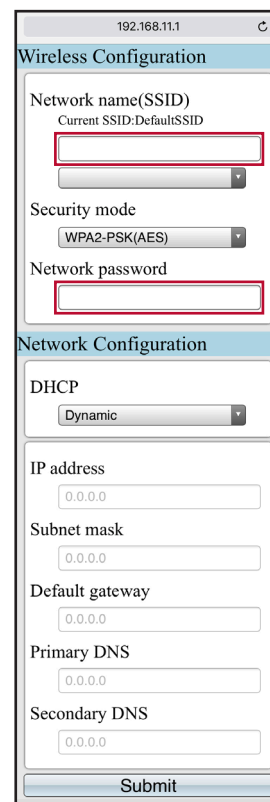 192.168.11.1
Wireless Configuration
Network name(SSID)
Current SSID:DefaultSSID
Security mode
WPA2-PSK(AES)
Network password
Network Configuration
DHCP
Dynamic
IP address
0.0.0.0
Subnet mask
0.0.0.0
Default gateway
0.0.0.0
Primary DNS
0.0.0.0
Secondary DNS
0.0.0.0
Submit